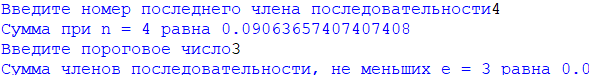 Введите номер последнего члена последовательности4
Сумма при n = 4 равна 0.09063657407407408
Введите пороговое число3
Сумма членов последовательности, не меньших e = 3 равна 0.0